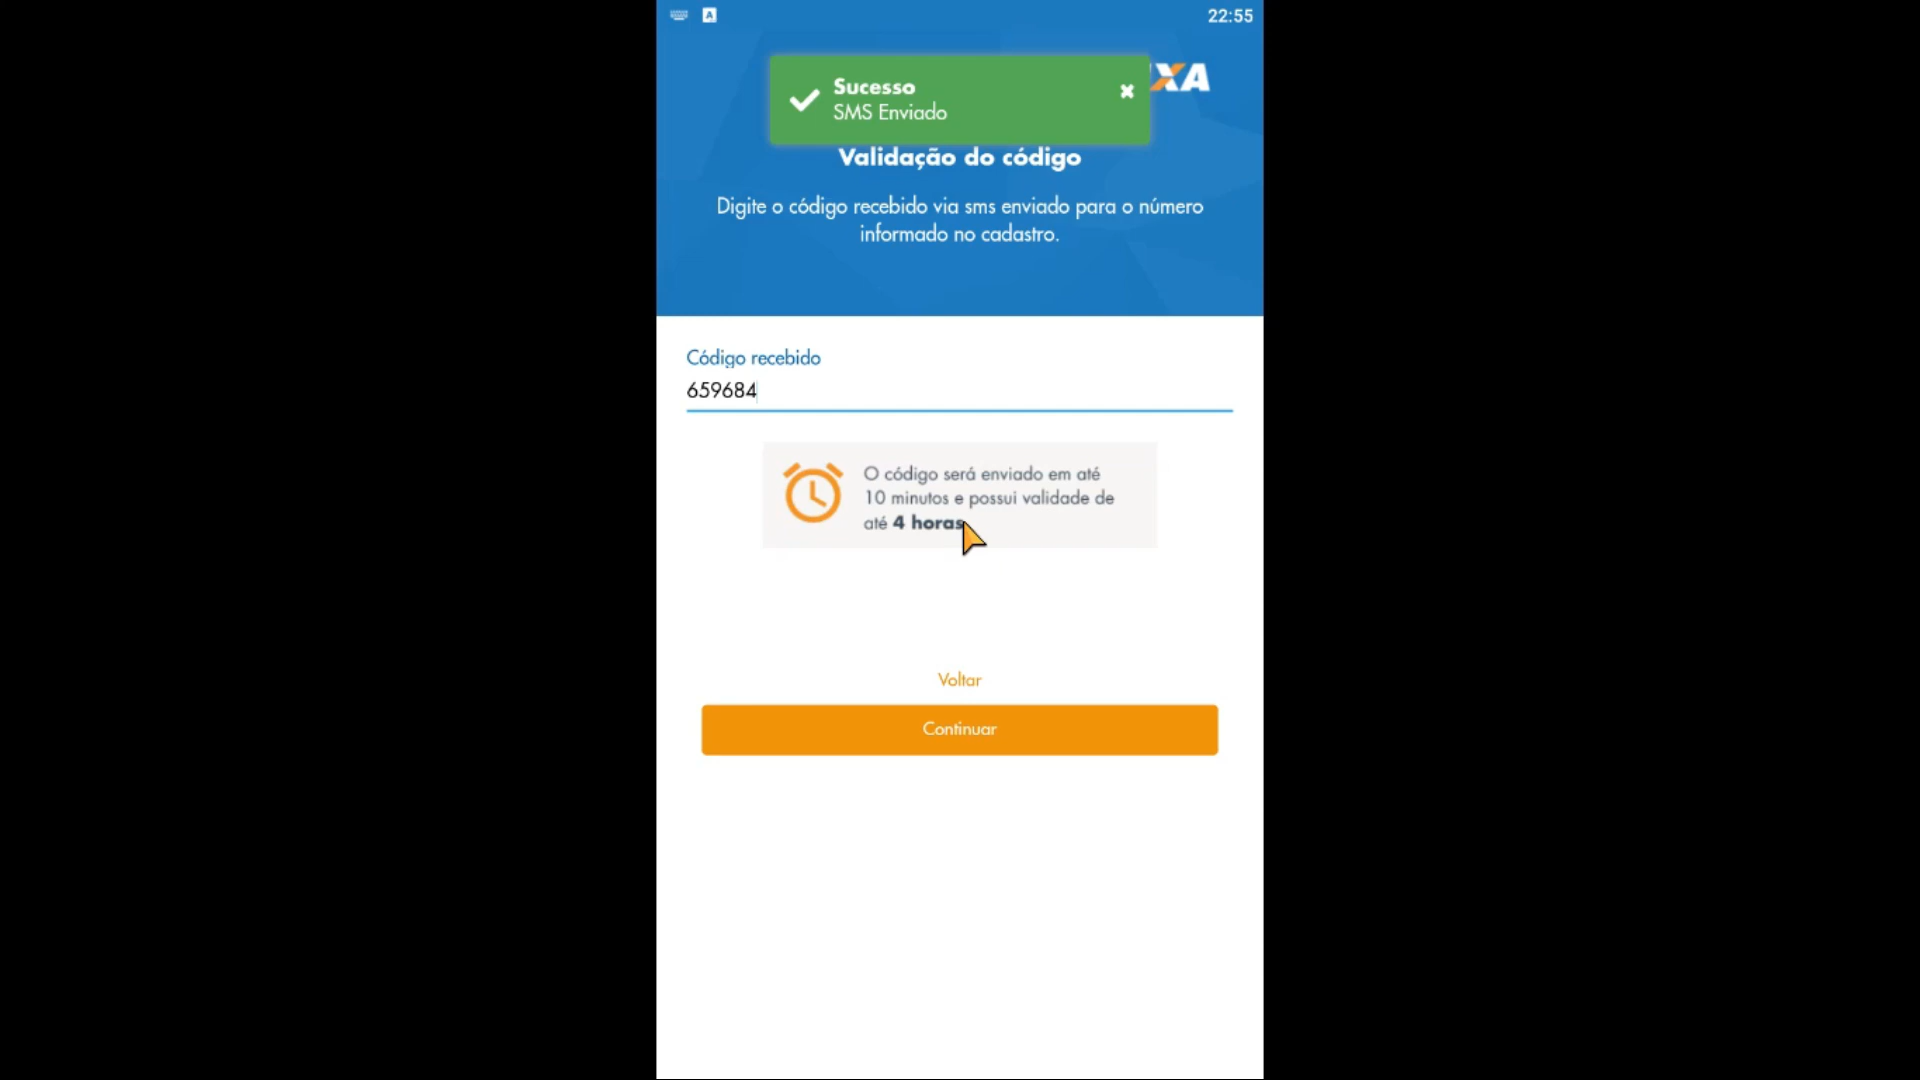 22:55
Sucesso
SMS Enviado
XA
Validação do código
Digite o código recebido via sms enviado para o número
informado no cadastro.
Código recebido
659684
O código será enviado em até
10 minutos e possui validade de
até 4 horas
Voltar
Continuar